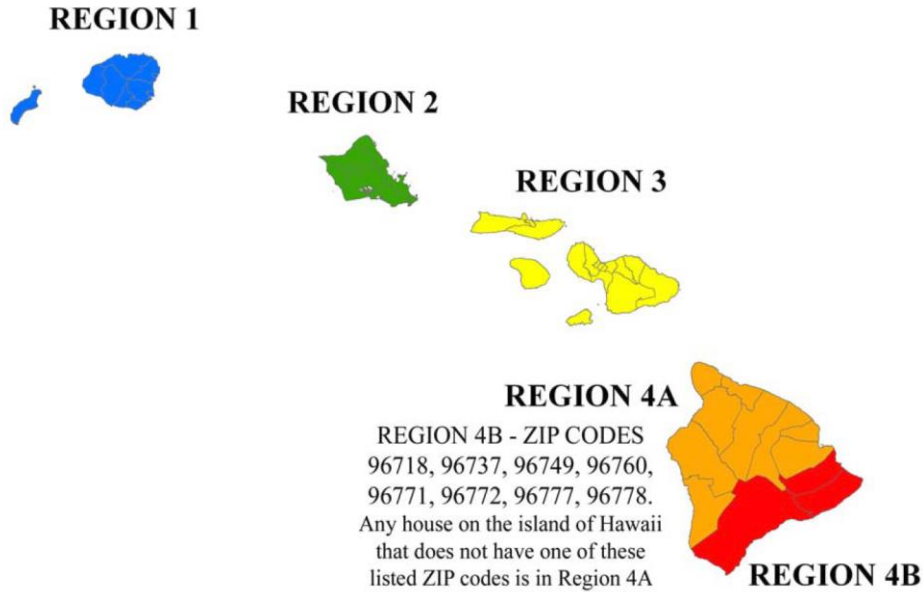 REGION 1
REGION 2
REGION 3
REGION 4A
REGION 4B - ZIP CODES
96718, 96737, 96749, 96760,
96771, 96772, 96777, 96778.
Any house on the island of Hawaii
that does not have one of these
listed ZIP codes is in Region 4A
REGION 4B